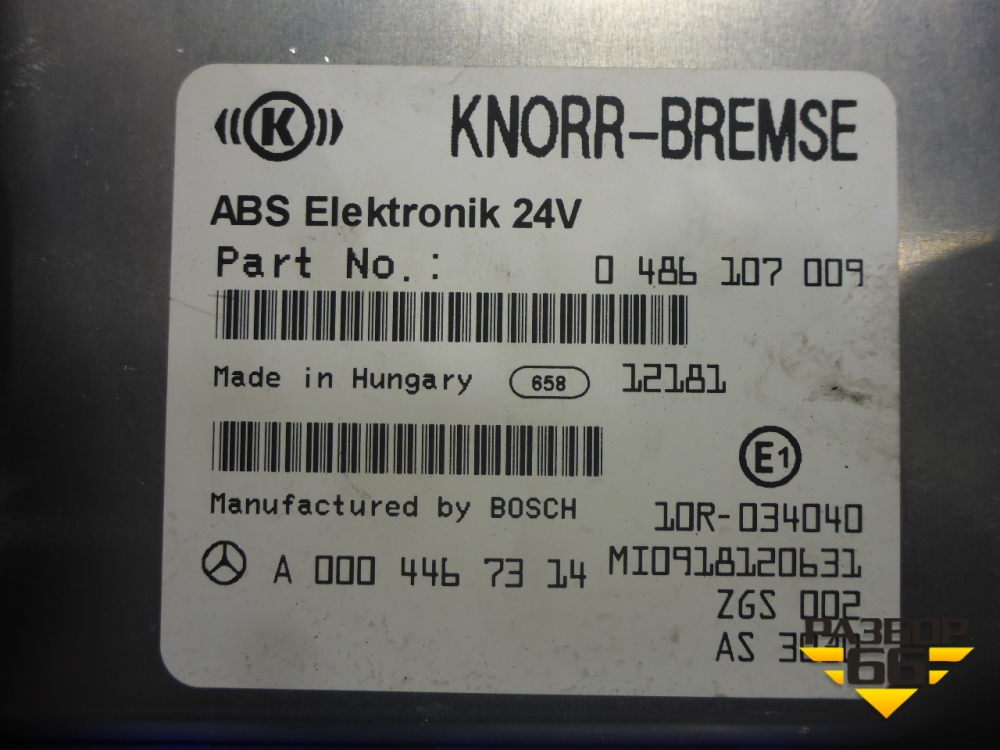 K KNORR-BREMSE
ABS Elektronik 24V
Part No.: 0 486 107 009
Made in Hungary 658 12181
E1
Manufactured by BOSCH 10R-034040
A 000 446 73 14 MI0918120631
ZGS 002
AS
РАЗБОР
66